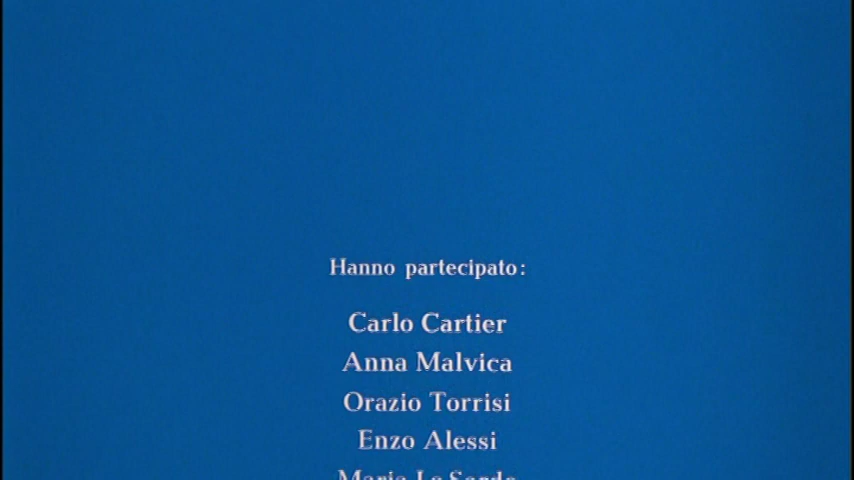 Hanno partecipato:
Carlo Cartier
Anna Malvica
Orazio Torrisi
Enzo Alessi